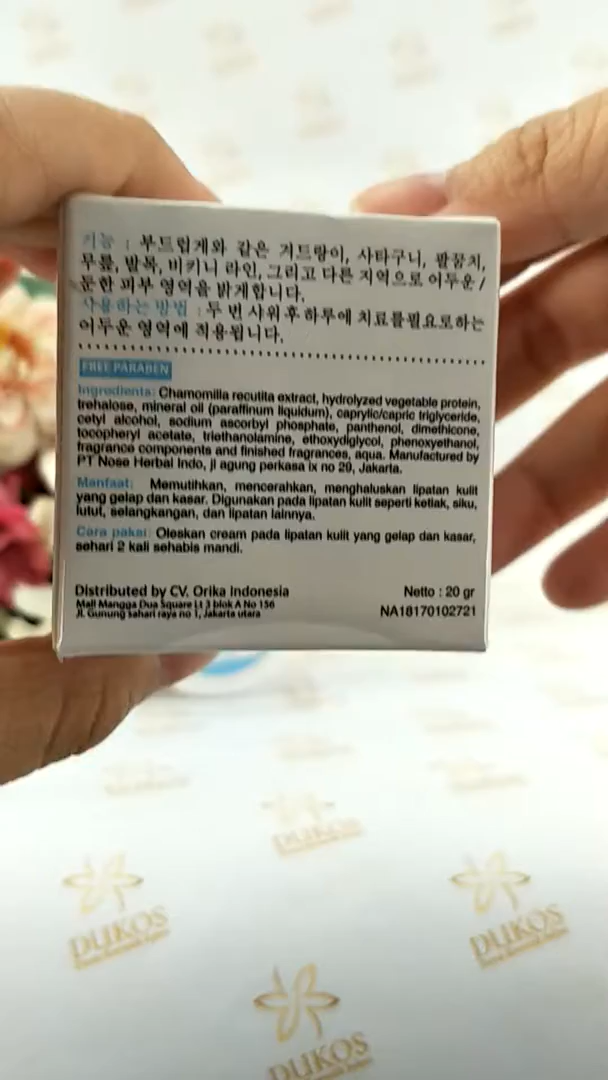 기능 : 부드럽게와 같은 겨드랑이, 사타구니, 팔꿈치,
무릎, 발목, 비키니 라인, 그리고 다른 지역으로 어두운 /
둔한 피부 영역을 밝게합니다.
사용하는 방법 : 두 번 샤워 후 하루에 치료를필요로하는
어두운 영역에 적용됩니다.
FREE PARABEN
Ingredients: Chamomilla recutita extract, hydrolyzed vegetable protein,
trehalose, mineral oil (paraffinum liquidum), caprylic/capric triglyceride,
cetyl alcohol, sodium ascorbyl phosphate, panthenol, dimethicone,
tocopheryl acetate, triethanolamine, ethoxydiglycol, phenoxyethanol,
fragrance components and finished fragrances, aqua. Manufactured by
PT Nose Herbal Indo, jl agung perkasa ix no 29, Jakarta.
Manfaat: Memutihkan, mencerahkan, menghaluskan lipatan kulit
yang gelap dan kasar. Digunakan pada lipatan kulit seperti ketiak, siku,
lutut, selangkangan, dan lipatan lainnya.
Cara pakai: Oleskan cream pada lipatan kulit yang gelap dan kasar,
sehari 2 kali sehabis mandi.
Distributed by CV. Orika Indonesia
Mall Mangga Dua Square Lt 3 blok A No 156
Jl. Gunung sahari raya no 1, Jakarta utara
Netto : 20 gr
NA18170102721
DUKOS
DUKOS
DUKOS
DUKOS